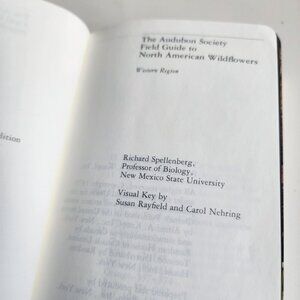 The Audubon Society
Field Guide to
North American Wildflowers
Western Region
dition
Richard Spellenberg,
Professor of Biology,
New Mexico State University
Visual Key by
Susan Rayfield and Carol Nehring